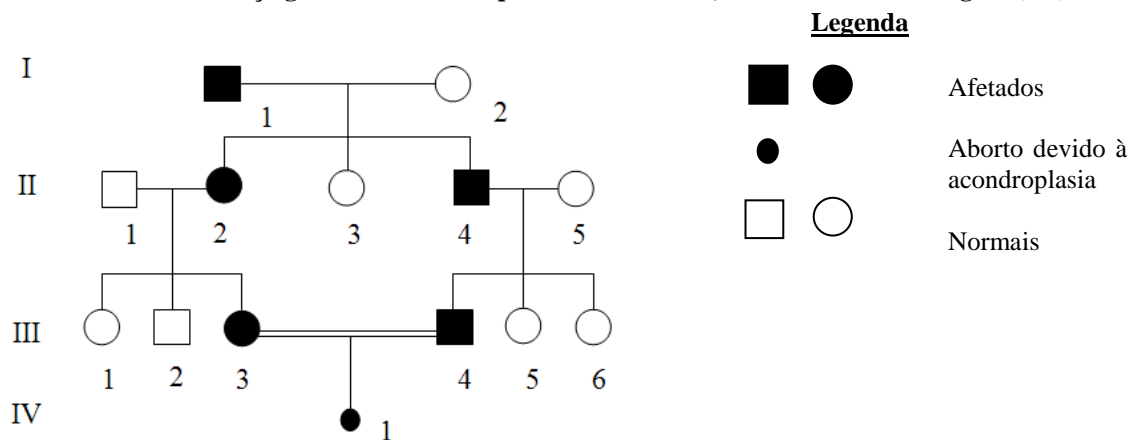 Legenda
I
1
2
Afetados
Aborto devido à
acondroplasia
II
1
2
3
4
5
Normais
III
1
2
3
4
5
6
IV
1